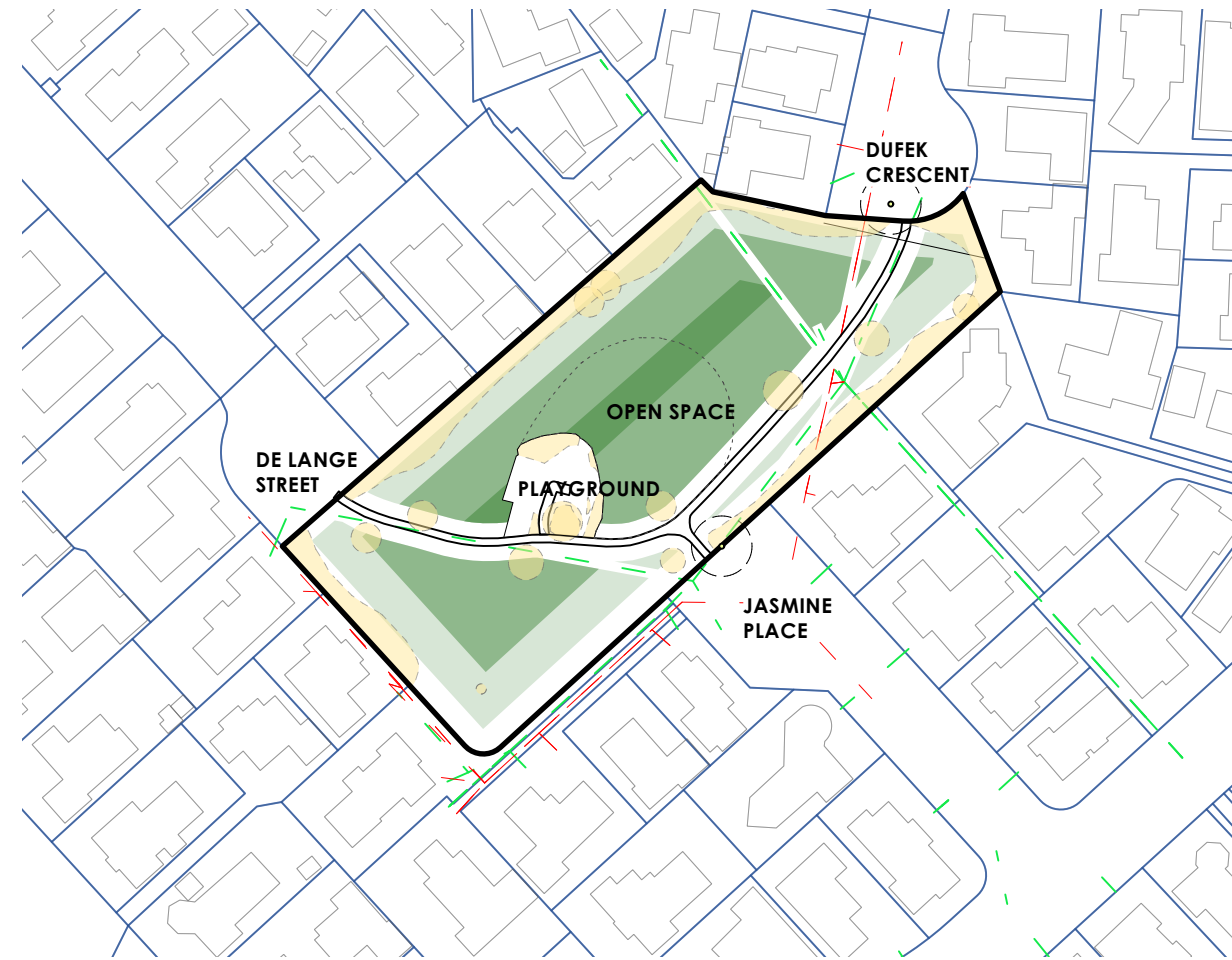 DUFEK
CRESCENT
OPEN SPACE
DE LANGE
STREET
PLAYGROUND
JASMINE
PLACE